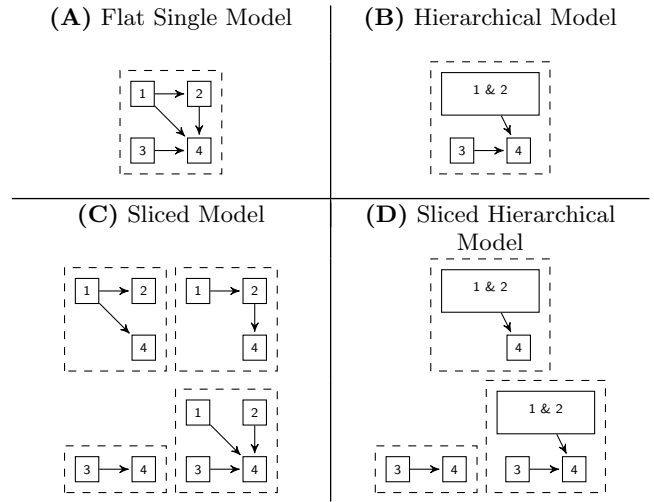 (A) Flat Single Model
1 2
3 4
(B) Hierarchical Model
1 & 2
3 4
(C) Sliced Model
1 2
4
1 2
4
3 4
1 2
3 4
(D) Sliced Hierarchical
Model
1 & 2
4
3 4
1 & 2
3 4